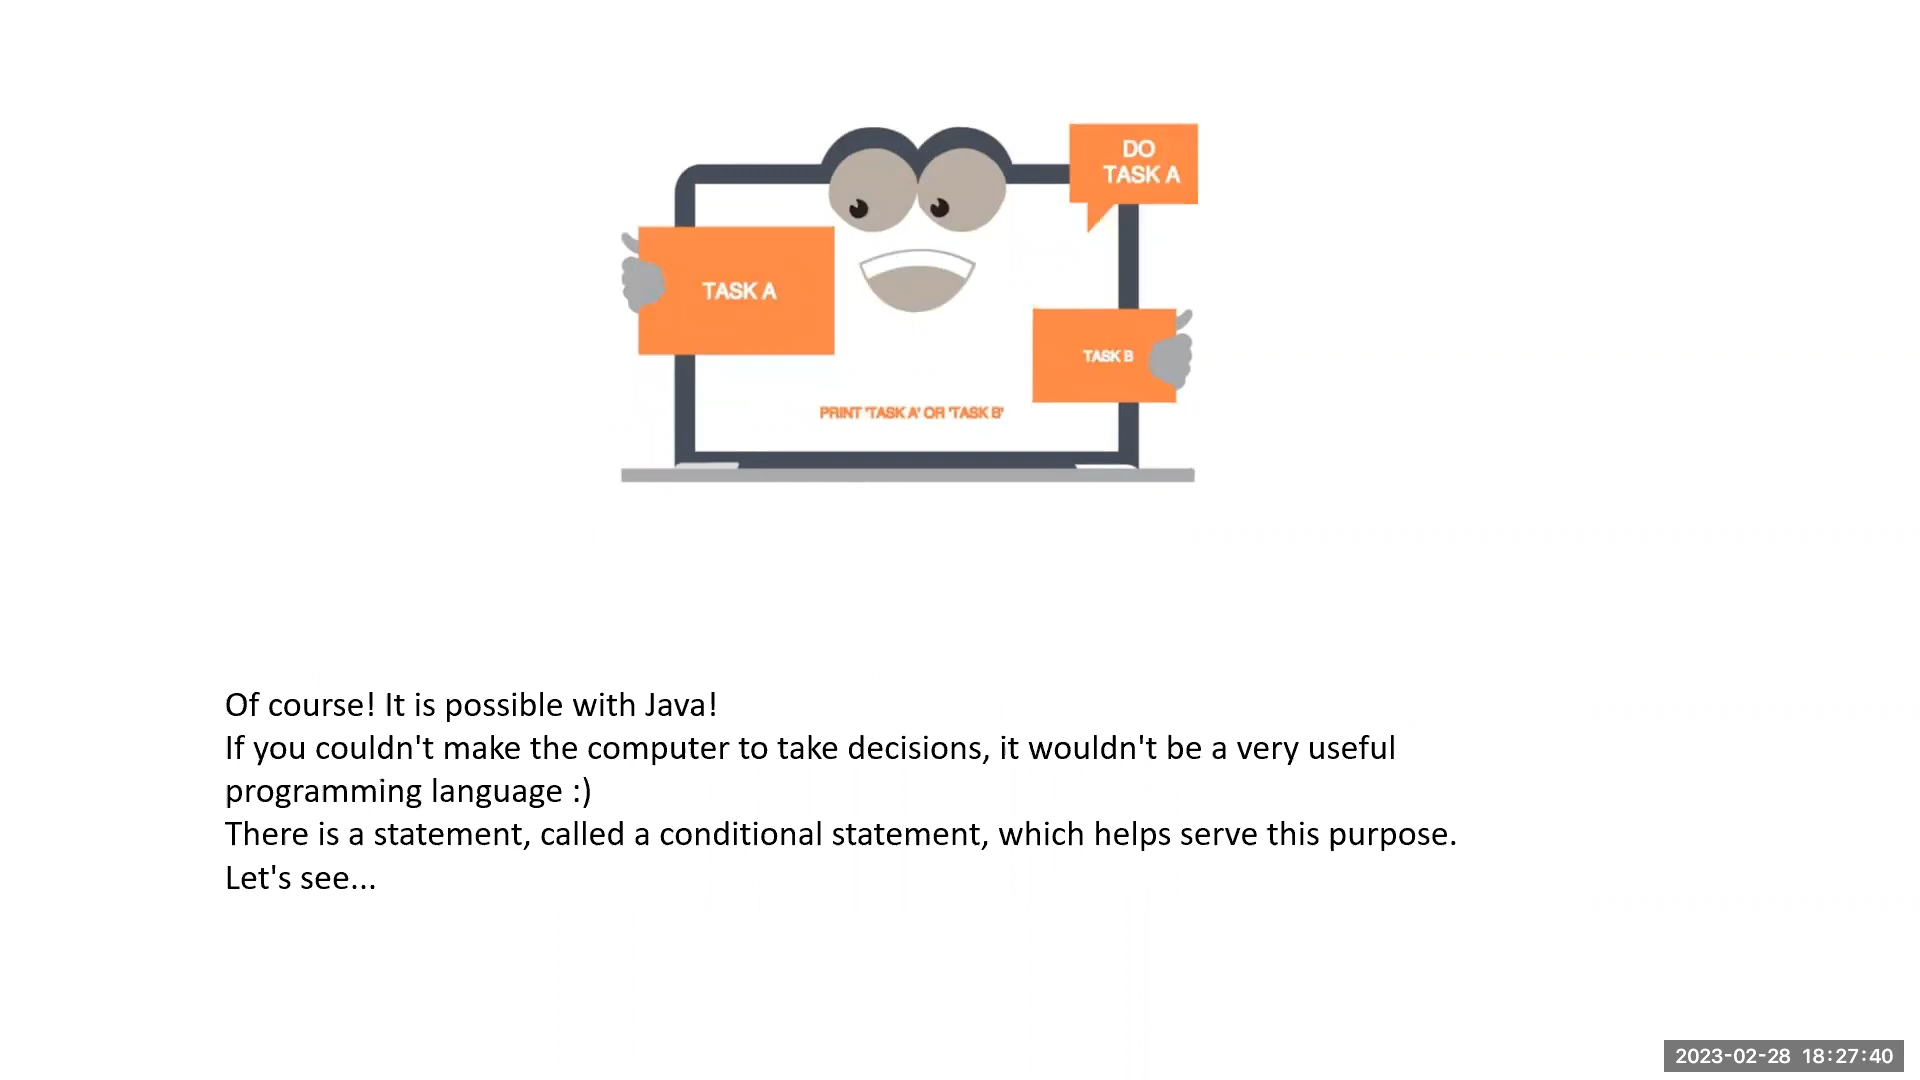 DO
TASK A
TASK A
TASK B
PRINT 'TASK A' OR 'TASK B'
Of course! It is possible with Java!
If you couldn't make the computer to take decisions, it wouldn't be a very useful
programming language :)
There is a statement, called a conditional statement, which helps serve this purpose.
Let's see...
2023-02-28 18:27:40